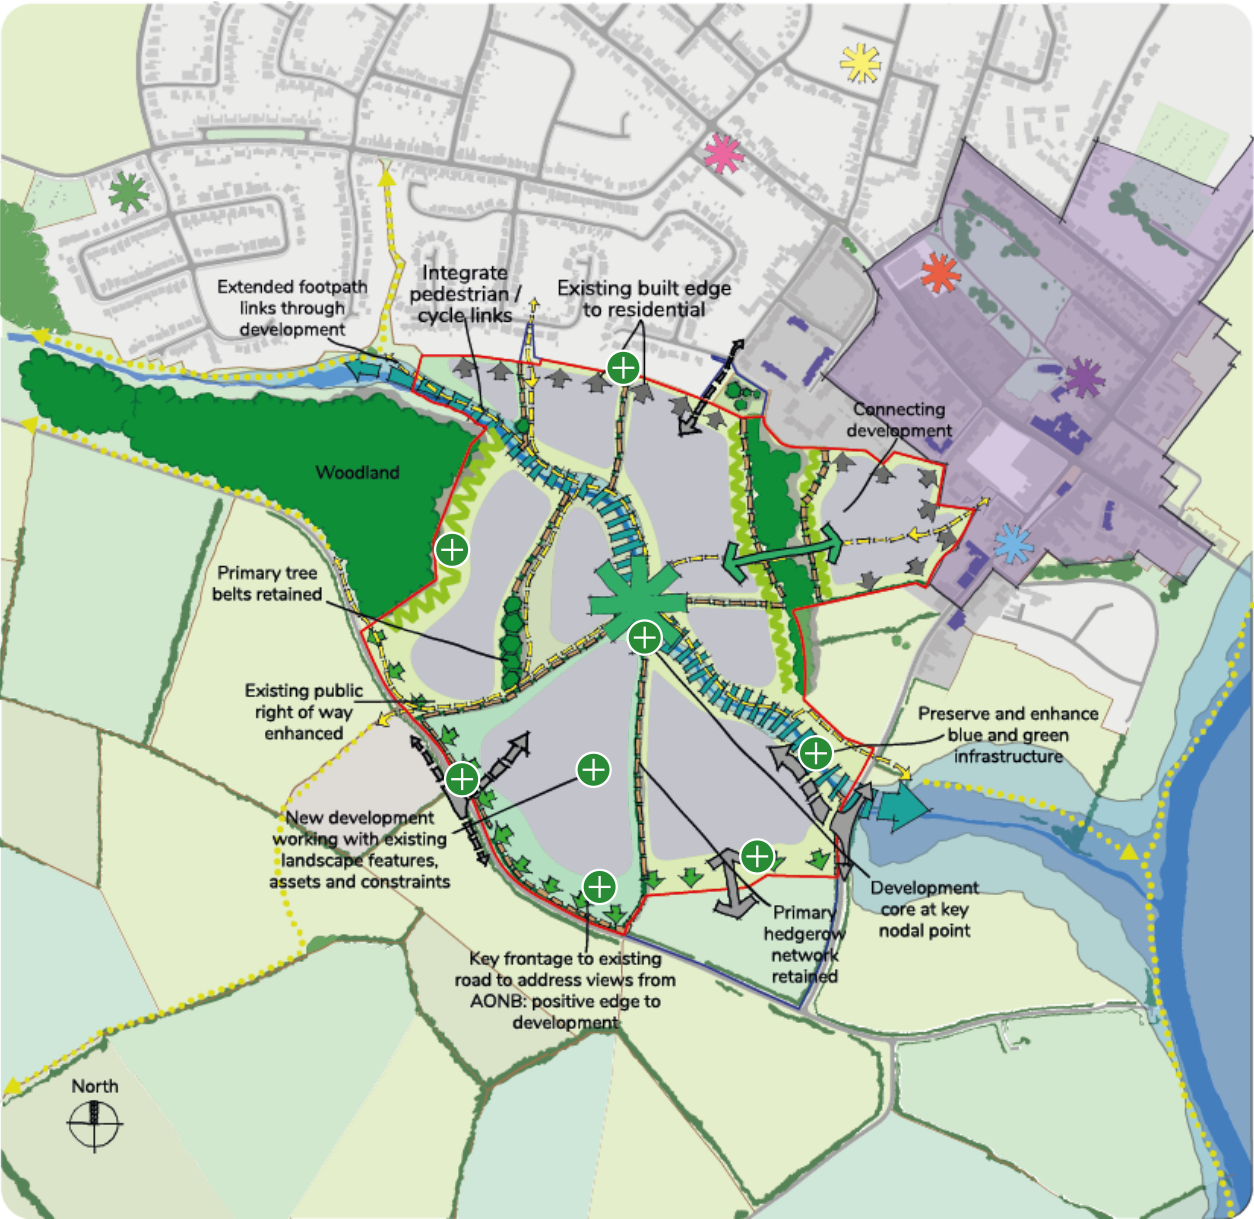 Extended footpath
links through
development
Integrate
pedestrian /
cycle links
Existing built edge
to residential
Connecting
development
Woodland
Primary tree
belts retained
Existing public
right of way
enhanced
Preserve and enhance
blue and green
infrastructure
New development
working with existing
landscape features,
assets and constraints
Development
core at key
nodal point
Primary
hedgerow
network
retained
Key frontage to existing
road to address views from
AONB: positive edge to
development
North